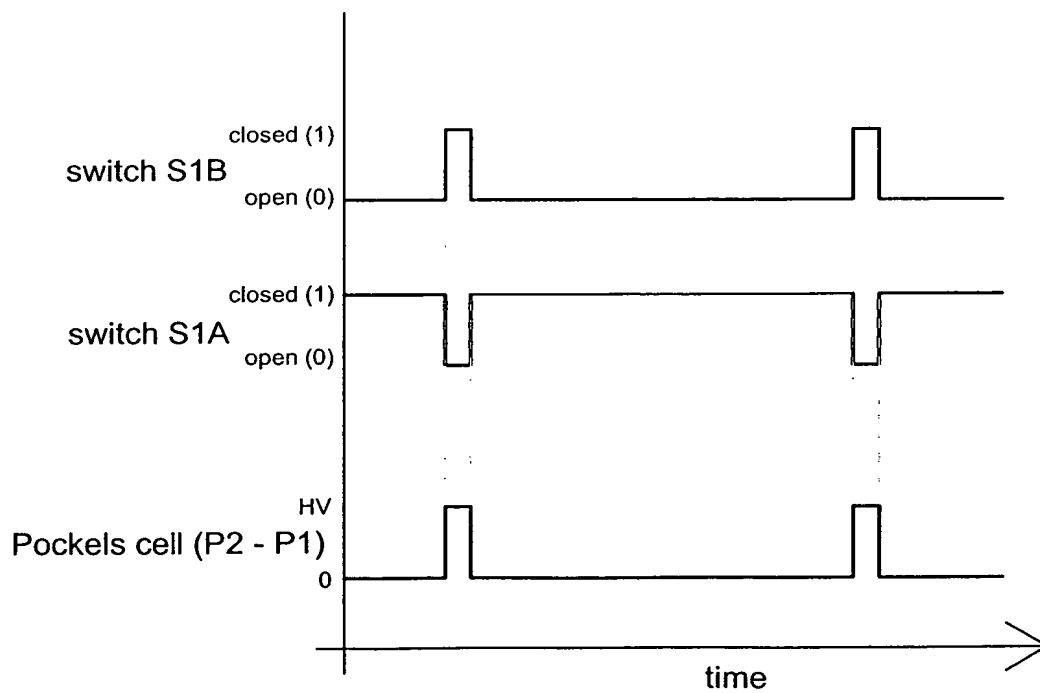 closed (1)
switch S1B
open (0)
closed (1)
switch S1A
open (0)
HV
Pockels cell (P2 - P1)
0
time